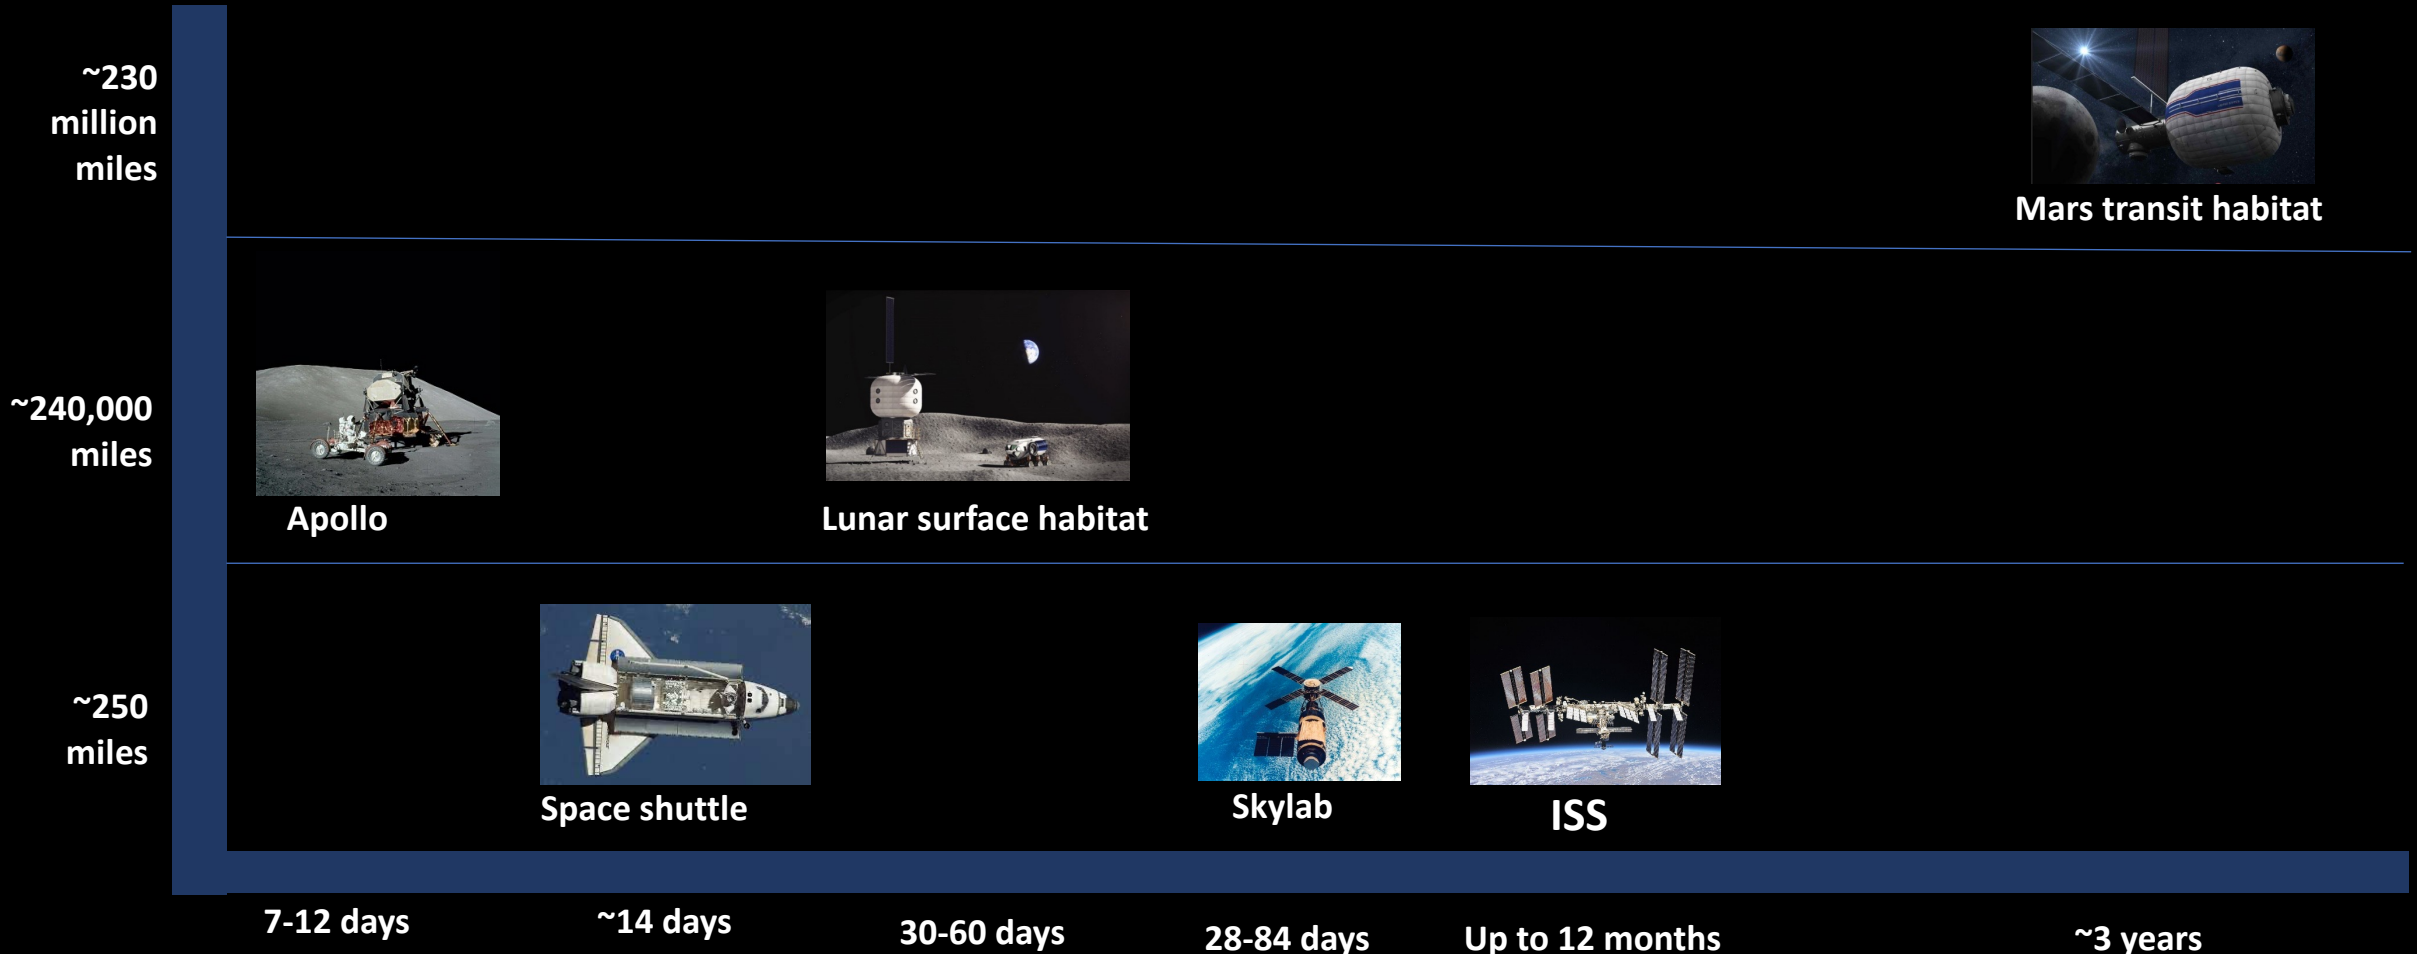 ~230
million
miles
Mars transit habitat
~240,000
miles
Apollo
Lunar surface habitat
~250
miles
Space shuttle
Skylab
ISS
7-12 days
~14 days
30-60 days
28-84 days
Up to 12 months
~3 years